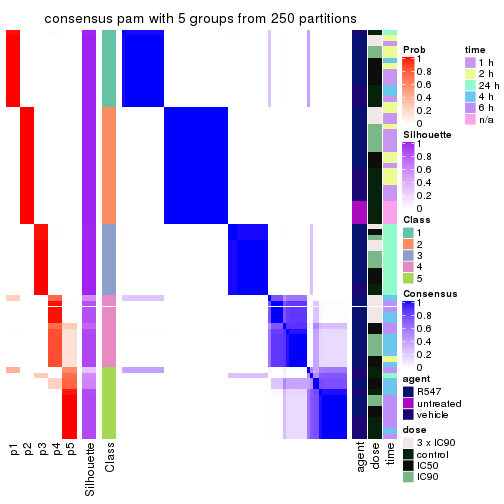 consensus pam with 5 groups from 250 partitions
p1
p2
p3
p4
p5
Silhouette
Class
agent
dose
time
Prob
1
0.8
0.6
0.4
0.2
0
Silhouette
1
0.8
0.6
0.4
0.2
0
Class
1
2
3
4
5
Consensus
1
0.8
0.6
0.4
0.2
0
agent
R547
untreated
vehicle
dose
3 x IC90
control
IC50
IC90
time
1 h
2 h
24 h
4 h
6 h
n/a